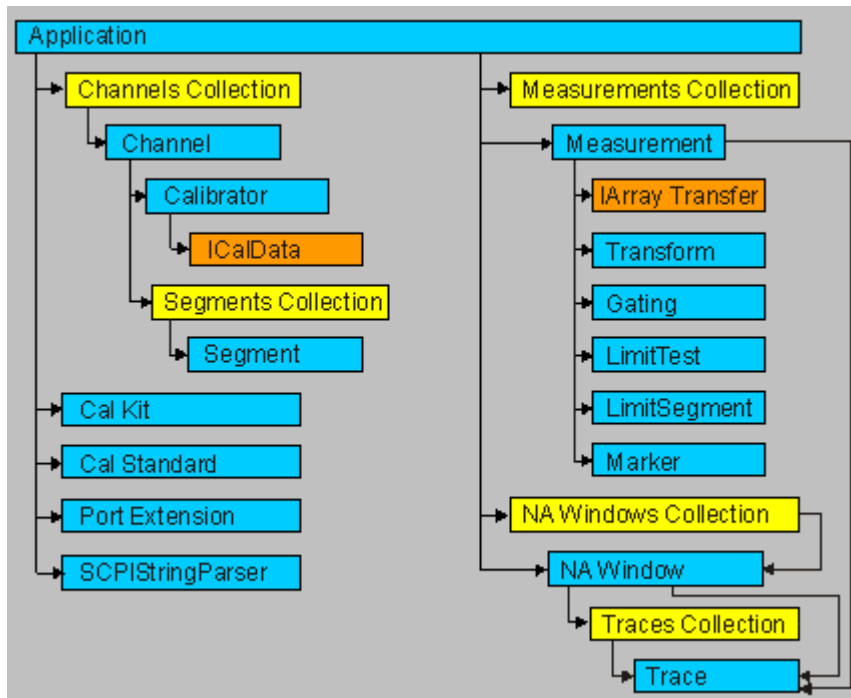 Application
Channels Collection
Channel
Calibrator
ICalData
Segments Collection
Segment
Cal Kit
Cal Standard
Port Extension
SCPIStringParser
Measurements Collection
Measurement
IArray Transfer
Transform
Gating
LimitTest
LimitSegment
Marker
NA Windows Collection
NA Window
Traces Collection
Trace